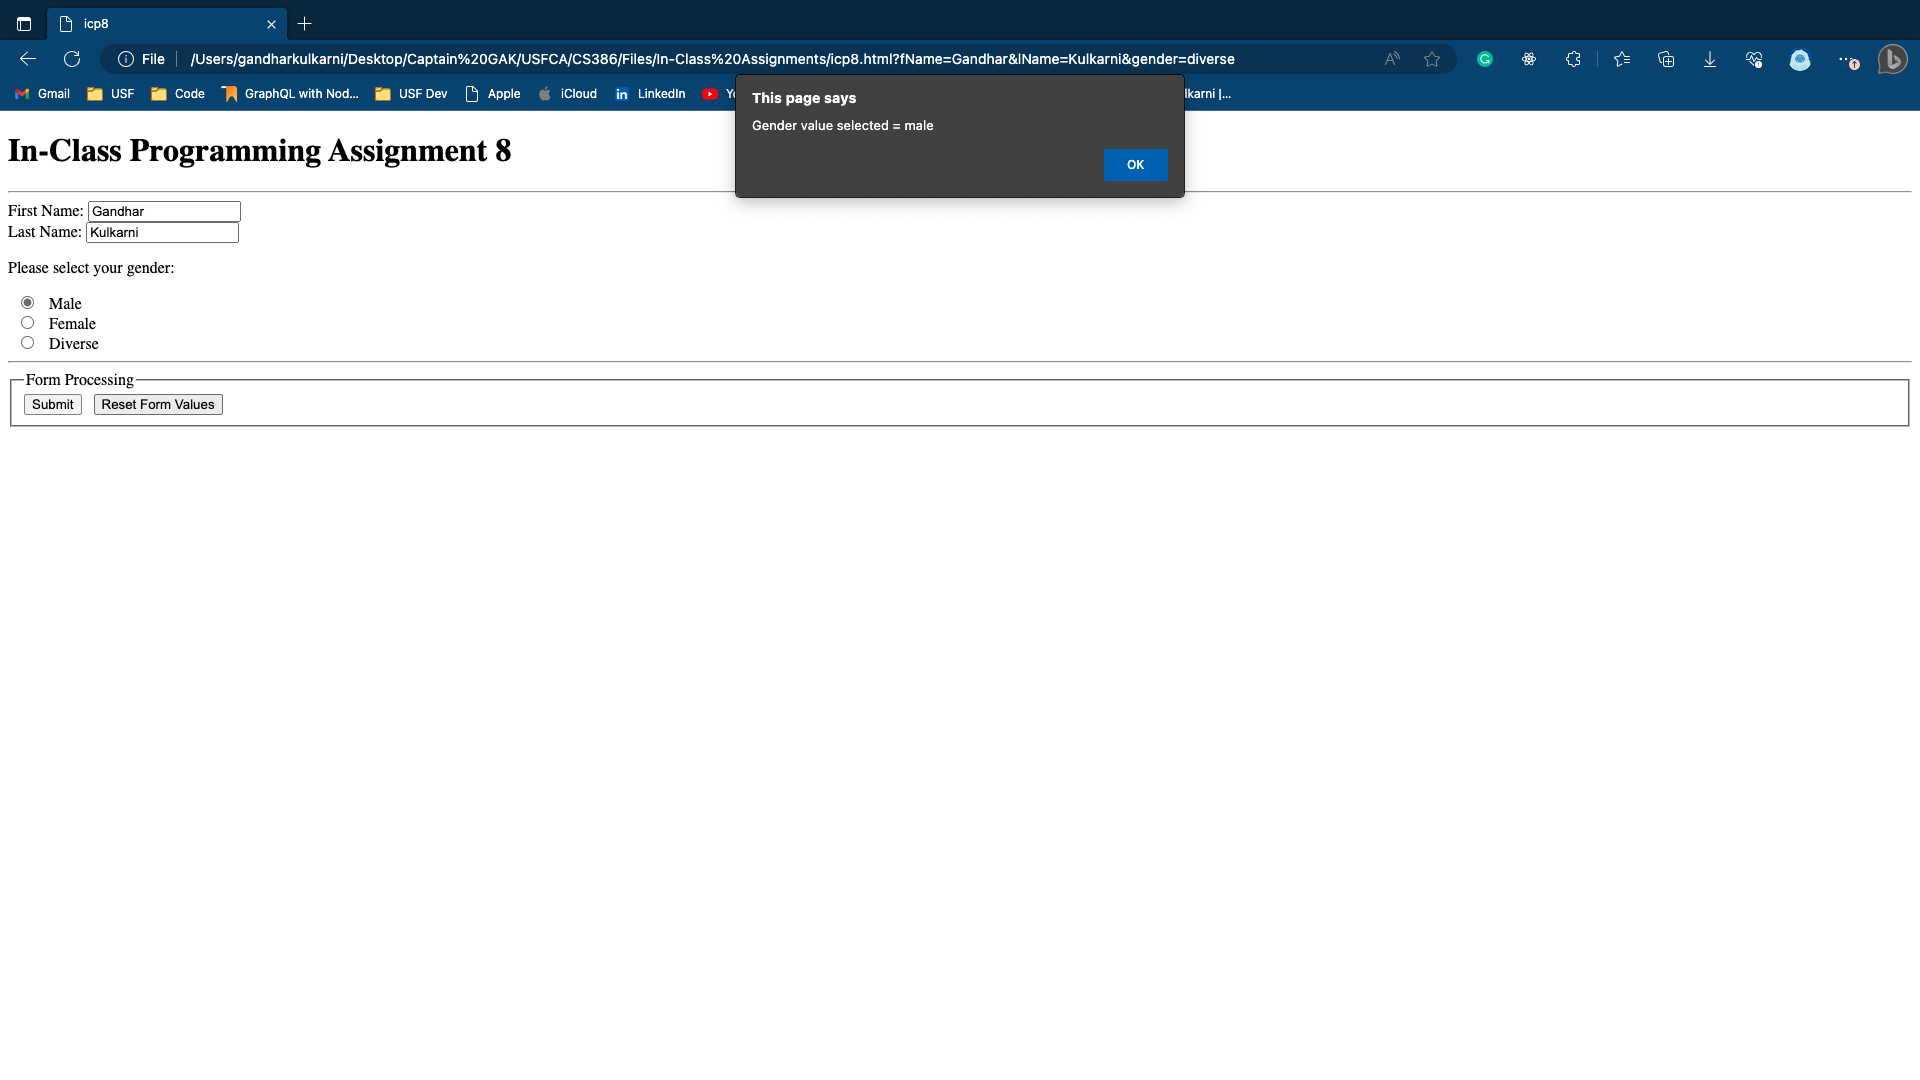 icp8
File /Users/gandharkulkarni/Desktop/Captain%20GAK/USFCA/CS386/Files/In-Class%20Assignments/icp8.html?fName=Gandhar&lName=Kulkarni&gender=diverse
Gmail USF Code GraphQL with Nod... USF Dev Apple iCloud LinkedIn lkarni |...
This page says
Gender value selected = male
OK
In-Class Programming Assignment 8
First Name: Gandhar
Last Name: Kulkarni
Please select your gender:
Male
Female
Diverse
Form Processing
Submit Reset Form Values